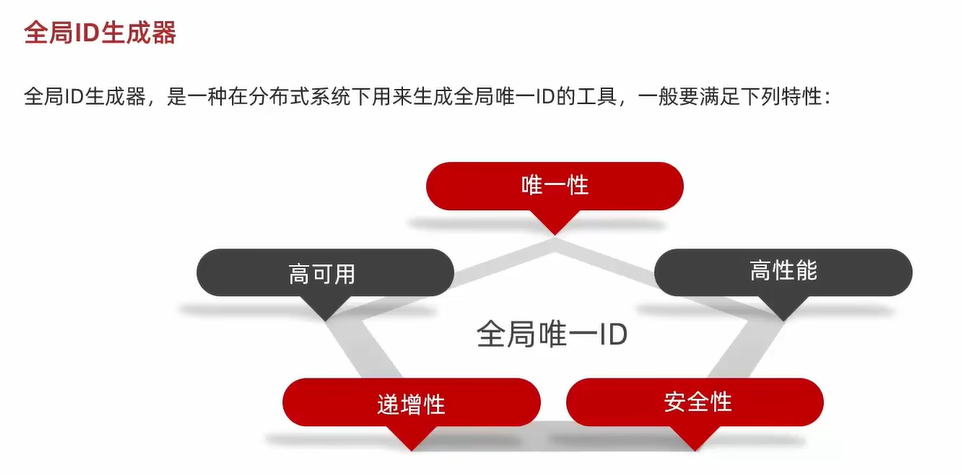 全局ID生成器
全局ID生成器，是一种在分布式系统下用来生成全局唯一ID的工具，一般要满足下列特性：
唯一性
高可用
高性能
全局唯一ID
递增性
安全性